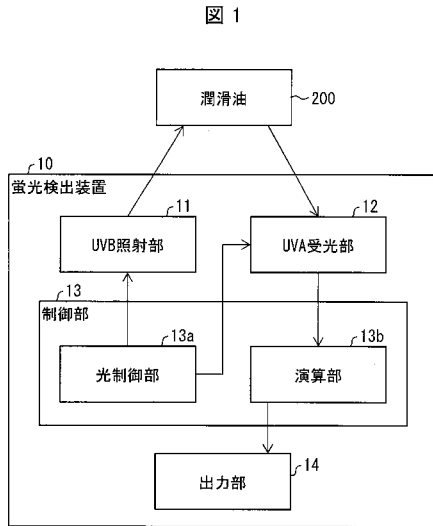 図 1
潤滑油
200
10
蛍光検出装置
11
UVB照射部
12
UVA受光部
13
制御部
13a
光制御部
13b
演算部
14
出力部